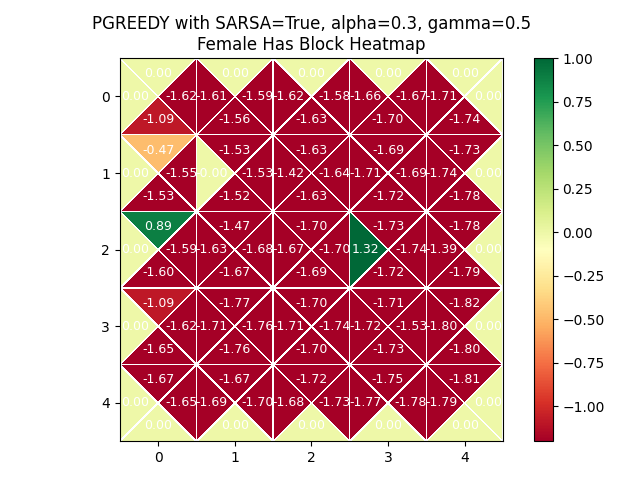 PGREEDY with SARSA=True, alpha=0.3, gamma=0.5
Female Has Block Heatmap
0.00 0.00 0.00 0.00 0.00
0 0.00 -1.62 -1.61 -1.59 -1.62 -1.58 -1.66 -1.67 -1.71 0.00
-1.09 -1.56 -1.63 -1.70 -1.74
-0.47 -1.53 -1.63 -1.69 -1.73
1 0.00 -1.55 0.00 -1.53 -1.42 -1.64 -1.71 -1.69 -1.74 0.00
-1.53 -1.52 -1.63 -1.72 -1.78
0.89 -1.47 -1.70 -1.73 -1.78
2 0.00 -1.59 -1.63 -1.68 -1.67 -1.70 1.32 -1.74 -1.39 0.00
-1.60 -1.67 -1.69 -1.72 -1.79
-1.09 -1.77 -1.70 -1.71 -1.82
3 0.00 -1.62 -1.71 -1.76 -1.71 -1.74 -1.72 -1.53 -1.80 0.00
-1.65 -1.76 -1.70 -1.73 -1.80
-1.67 -1.67 -1.72 -1.75 -1.81
4 0.00 -1.65 -1.69 -1.70 -1.68 -1.73 -1.77 -1.78 -1.79 0.00
0.00 0.00 0.00 0.00 0.00
0 1 2 3 4
1.00
0.75
0.50
0.25
0.00
−0.25
−0.50
−0.75
−1.00